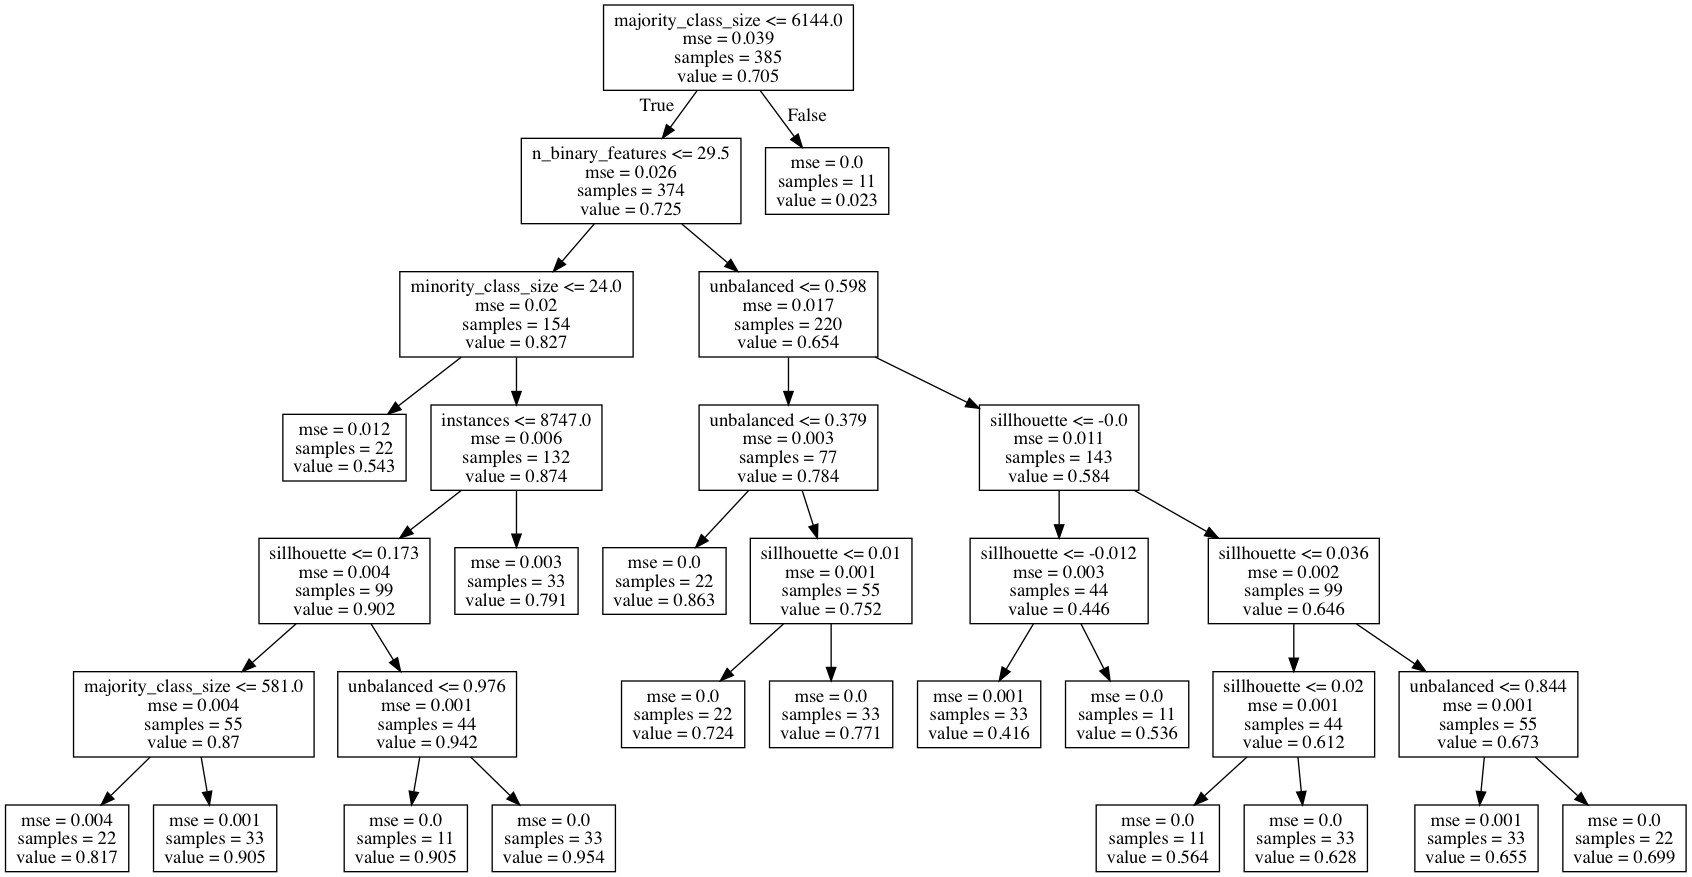 majority_class_size <= 6144.0
mse = 0.039
samples = 385
value = 0.705
True
False
n_binary_features <= 29.5
mse = 0.026
samples = 374
value = 0.725
mse = 0.0
samples = 11
value = 0.023
minority_class_size <= 24.0
mse = 0.02
samples = 154
value = 0.827
unbalanced <= 0.598
mse = 0.017
samples = 220
value = 0.654
mse = 0.012
samples = 22
value = 0.543
instances <= 8747.0
mse = 0.006
samples = 132
value = 0.874
unbalanced <= 0.379
mse = 0.003
samples = 77
value = 0.784
sillhouette <= -0.0
mse = 0.011
samples = 143
value = 0.584
sillhouette <= 0.173
mse = 0.004
samples = 99
value = 0.902
mse = 0.003
samples = 33
value = 0.791
mse = 0.0
samples = 22
value = 0.863
sillhouette <= 0.01
mse = 0.001
samples = 55
value = 0.752
sillhouette <= -0.012
mse = 0.003
samples = 44
value = 0.446
sillhouette <= 0.036
mse = 0.002
samples = 99
value = 0.646
majority_class_size <= 581.0
mse = 0.004
samples = 55
value = 0.87
unbalanced <= 0.976
mse = 0.001
samples = 44
value = 0.942
mse = 0.0
samples = 22
value = 0.724
mse = 0.0
samples = 33
value = 0.771
mse = 0.001
samples = 33
value = 0.416
mse = 0.0
samples = 11
value = 0.536
sillhouette <= 0.02
mse = 0.001
samples = 44
value = 0.612
unbalanced <= 0.844
mse = 0.001
samples = 55
value = 0.673
mse = 0.004
samples = 22
value = 0.817
mse = 0.001
samples = 33
value = 0.905
mse = 0.0
samples = 11
value = 0.905
mse = 0.0
samples = 33
value = 0.954
mse = 0.0
samples = 11
value = 0.564
mse = 0.0
samples = 33
value = 0.628
mse = 0.001
samples = 33
value = 0.655
mse = 0.0
samples = 22
value = 0.699